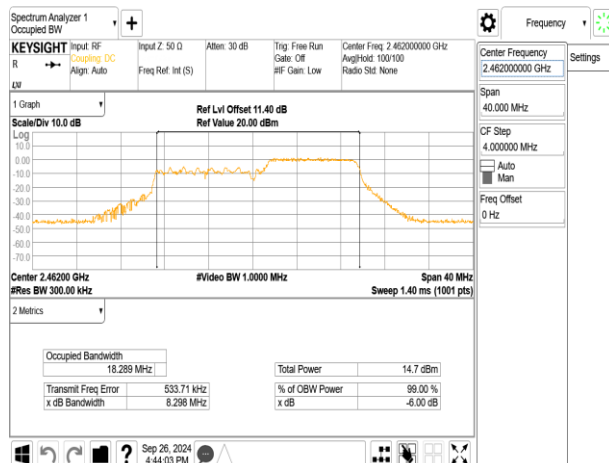 Spectrum Analyzer 1
Occupied BW
Frequency
KEYSIGHT
R
Input: RF
Coupling: DC
Align: Auto
Input Z: 50 Ω
Freq Ref: Int (S)
Atten: 30 dB
Trig: Free Run
Gate: Off
#IF Gain: Low
Center Freq: 2.462000000 GHz
Avg|Hold: 100/100
Radio Std: None
Center Frequency
2.462000000 GHz
Settings
Span
40.000 MHz
CF Step
4.000000 MHz
Auto
Man
Freq Offset
0 Hz
1 Graph
Scale/Div 10.0 dB
Ref Lvl Offset 11.40 dB
Ref Value 20.00 dBm
Log
10.0
0.00
-10.0
-20.0
-30.0
-40.0
-50.0
-60.0
-70.0
Center 2.46200 GHz
#Res BW 300.00 kHz
#Video BW 1.0000 MHz
Span 40 MHz
Sweep 1.40 ms (1001 pts)
2 Metrics
Occupied Bandwidth
18.289 MHz
Transmit Freq Error 533.71 kHz
x dB Bandwidth 8.298 MHz
Total Power 14.7 dBm
% of OBW Power 99.00 %
x dB -6.00 dB
Sep 26, 2024
4:44:03 PM